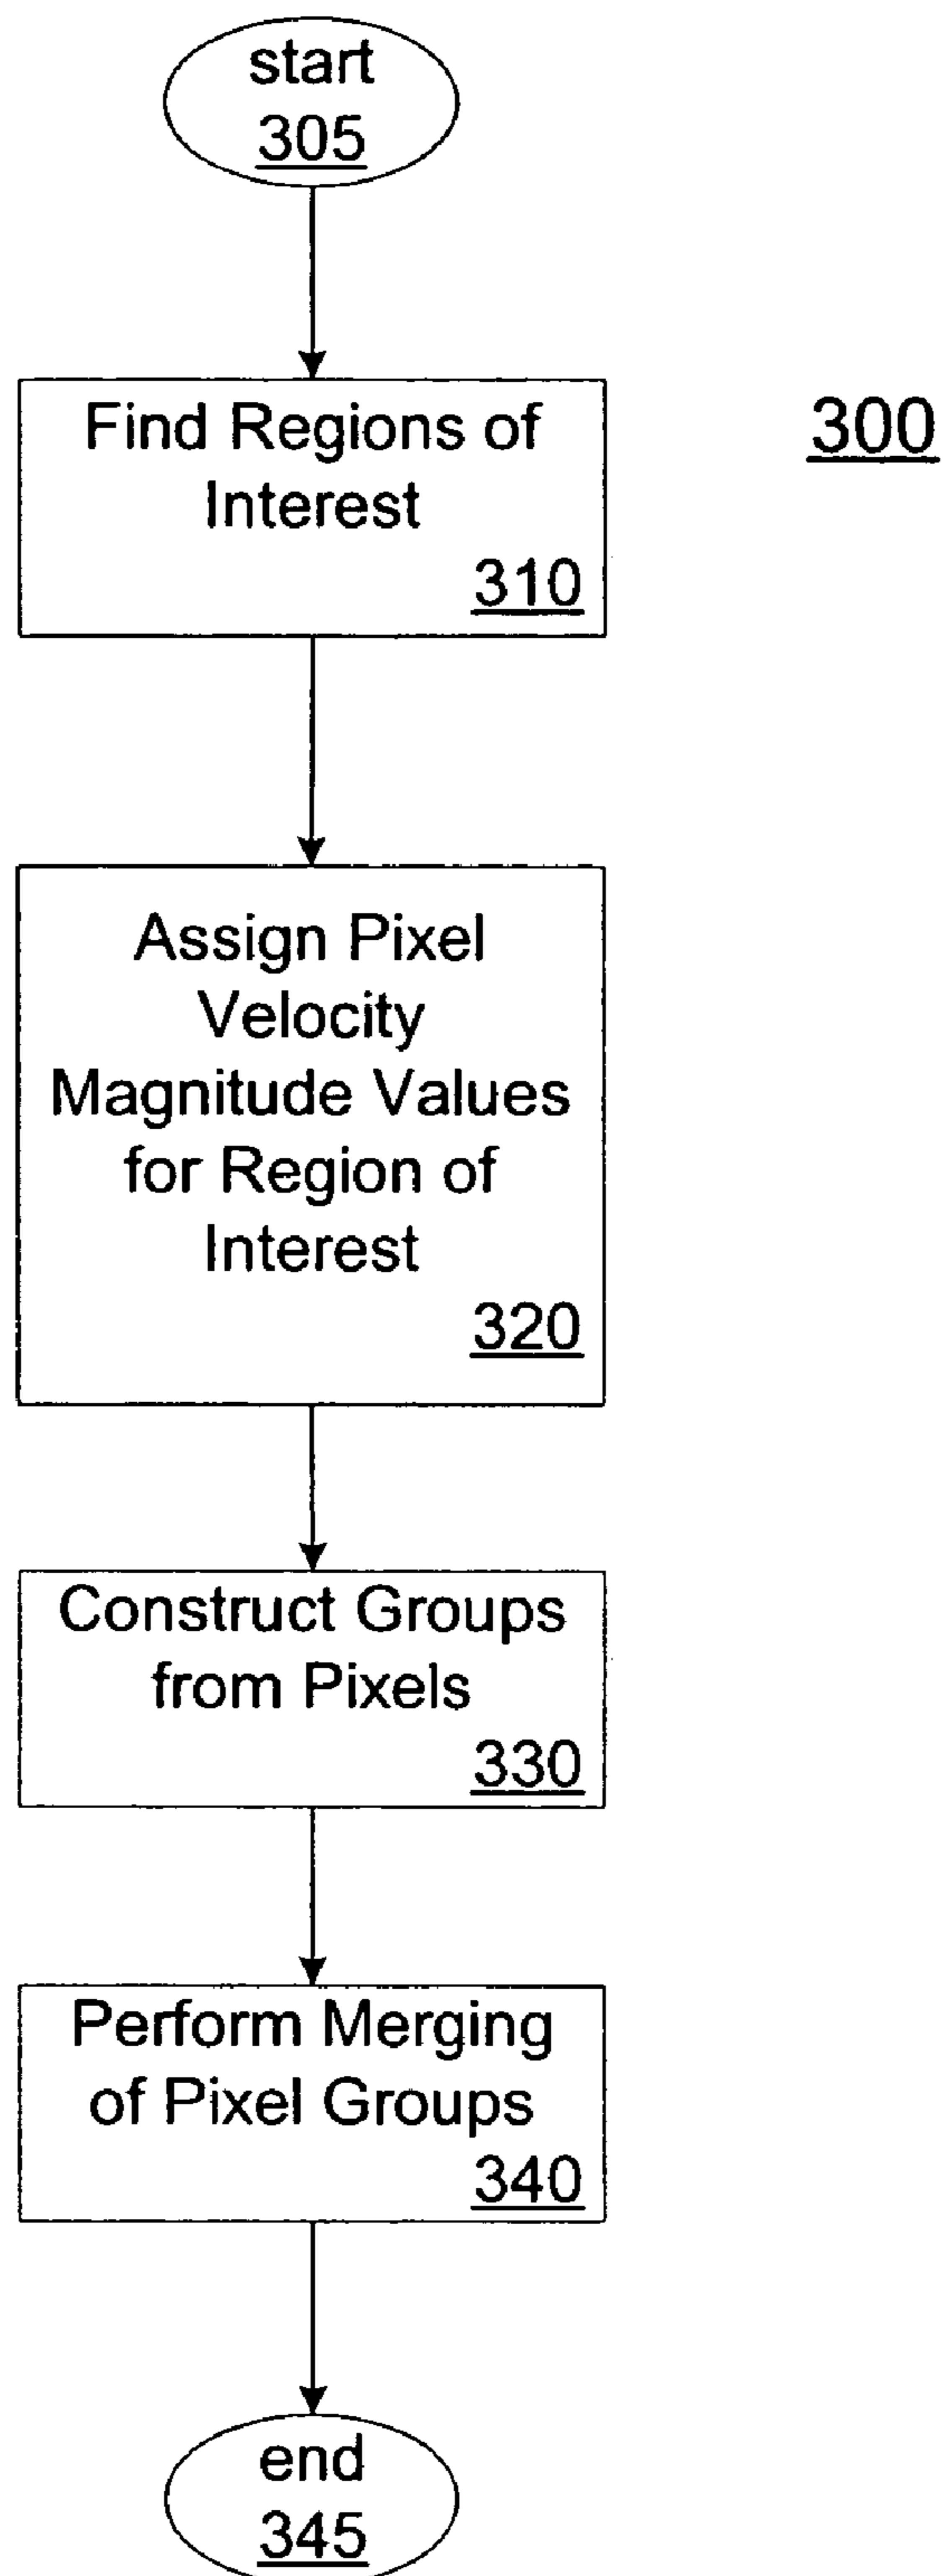 start
305
Find Regions of
Interest
310
300
Assign Pixel
Velocity
Magnitude Values
for Region of
Interest
320
Construct Groups
from Pixels
330
Perform Merging
of Pixel Groups
340
end
345